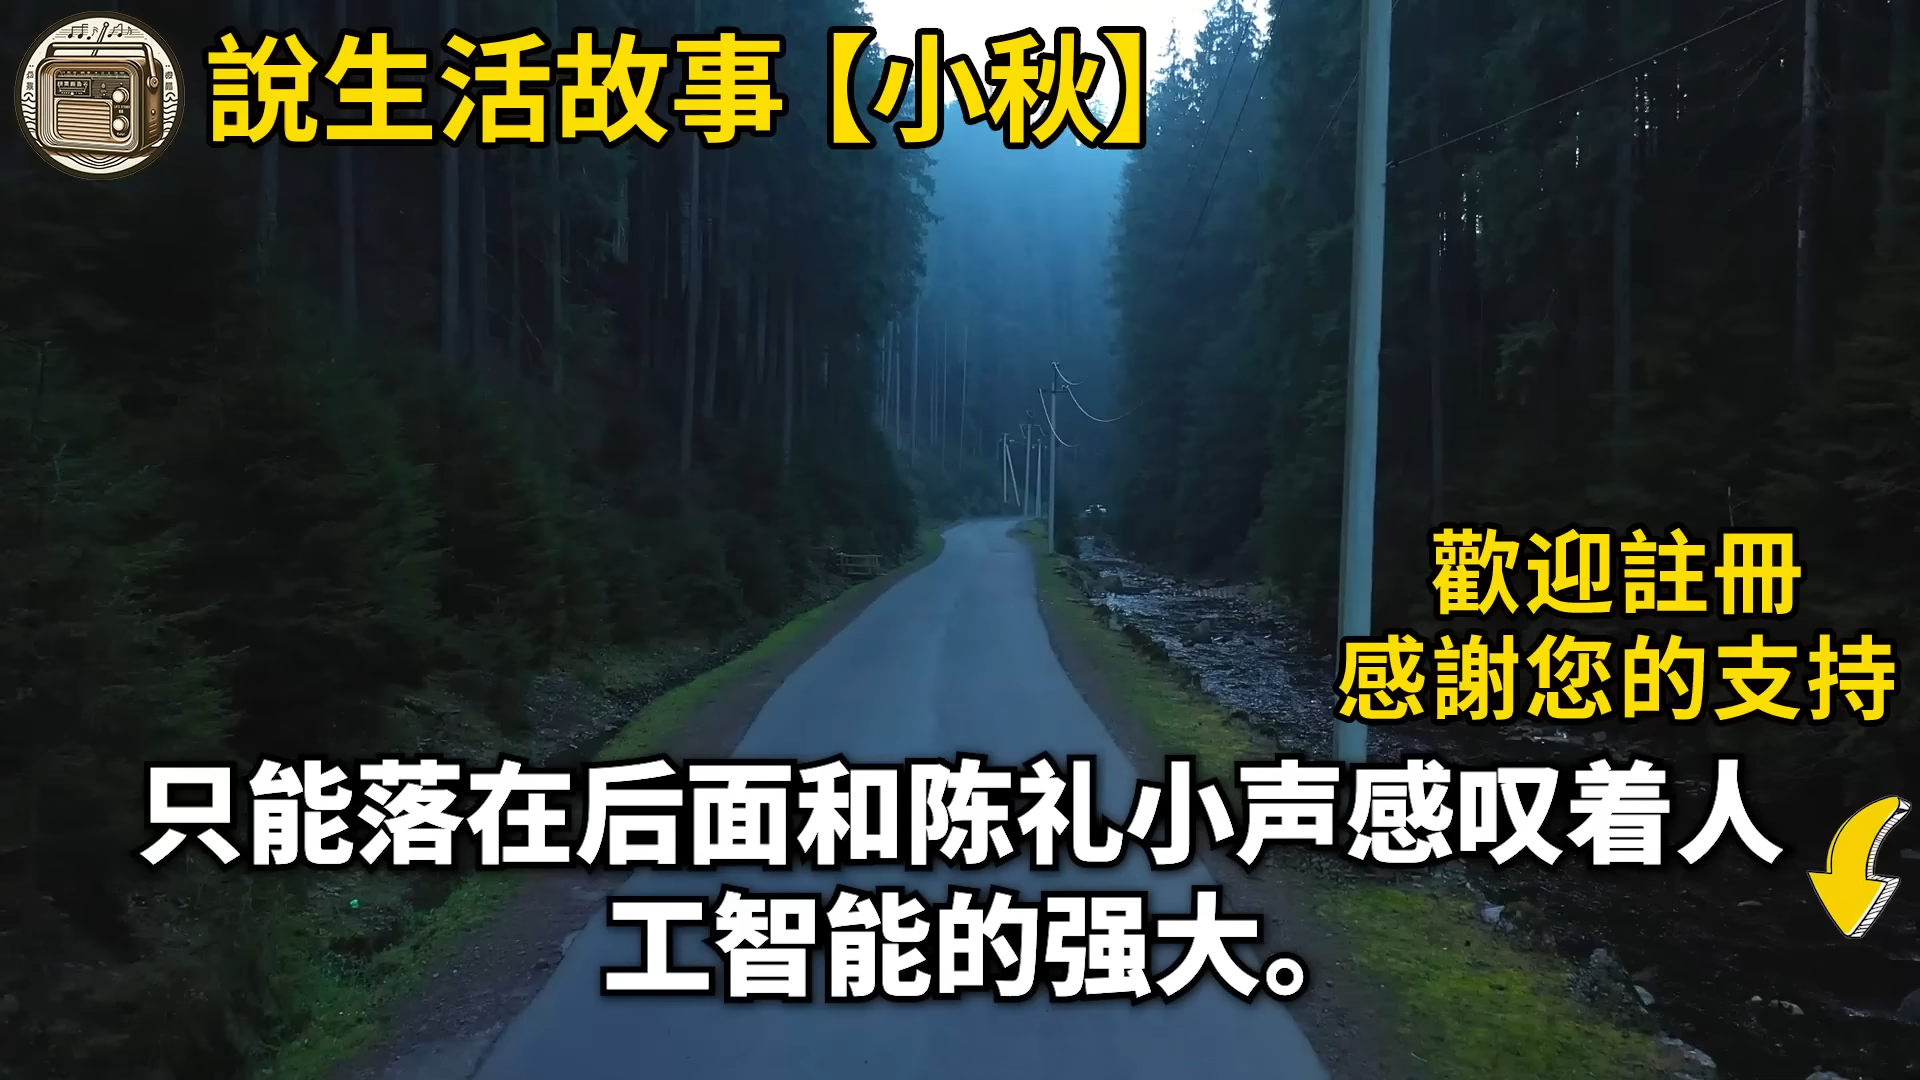 說生活故事【小秋】
歡迎註冊
感謝您的支持
只能落在后面和陈礼小声感叹着人
工智能的强大。